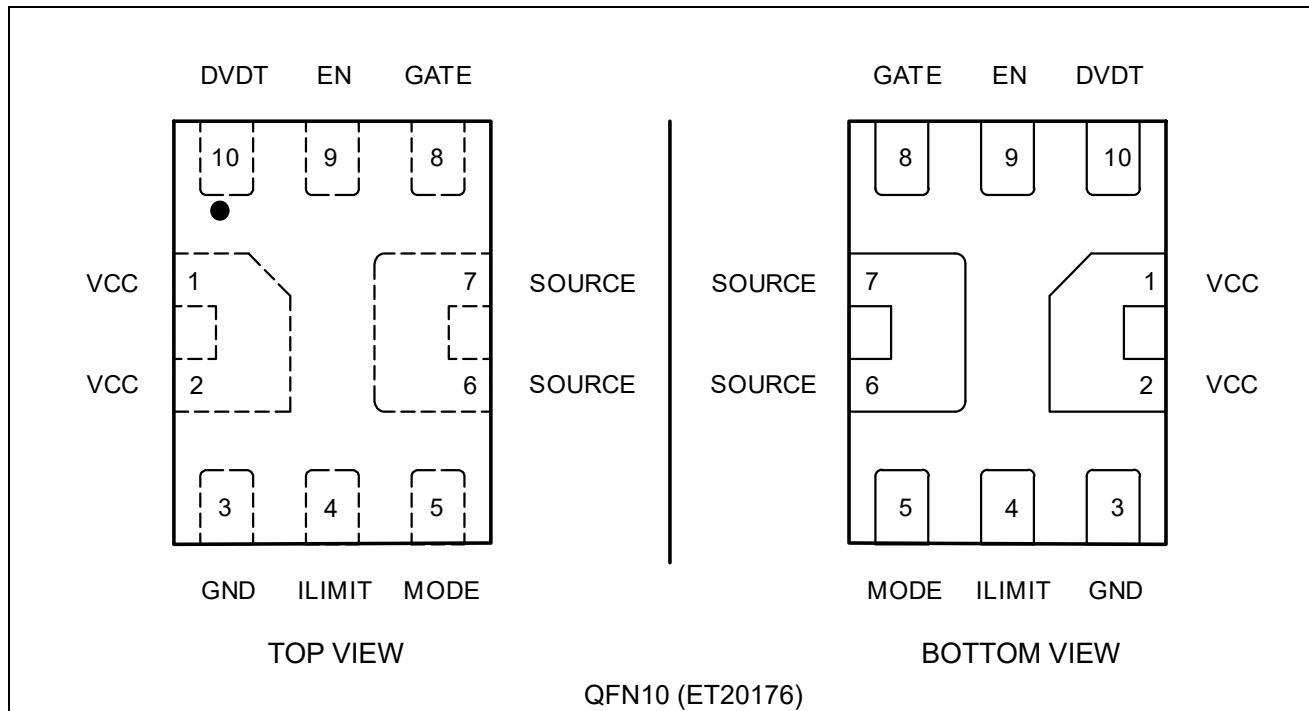 DVDT EN GATE GATE EN DVDT
10 9 8 8 9 10
VCC 1 7 SOURCE SOURCE 7 1 VCC
VCC 2 6 SOURCE SOURCE 6 2 VCC
3 4 5 5 4 3
GND ILIMIT MODE MODE ILIMIT GND
TOP VIEW BOTTOM VIEW
QFN10 (ET20176)